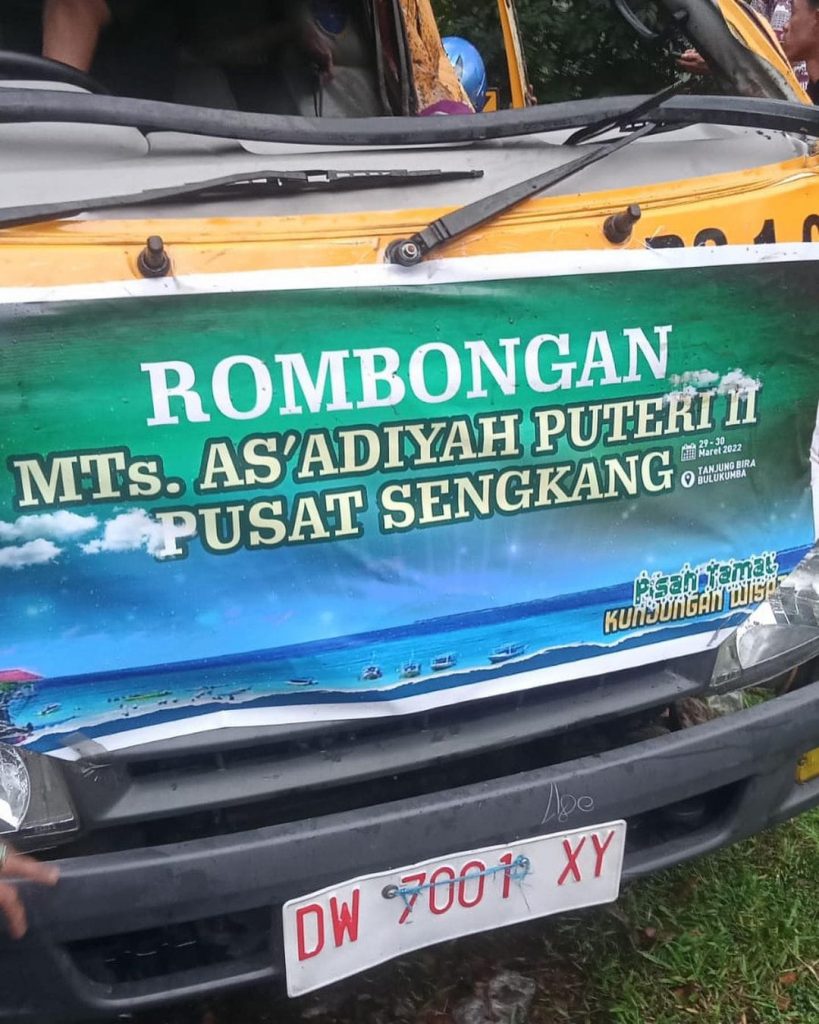 ROMBONGAN
MTs. AS'ADIYAH PUTERI II
PUSAT SENGKANG
29 - 30
Maret 2022
TANJUNG BIRA
BULUKUMBA
Pisah Tamat
KUNJUNGAN
DW 7001 XY